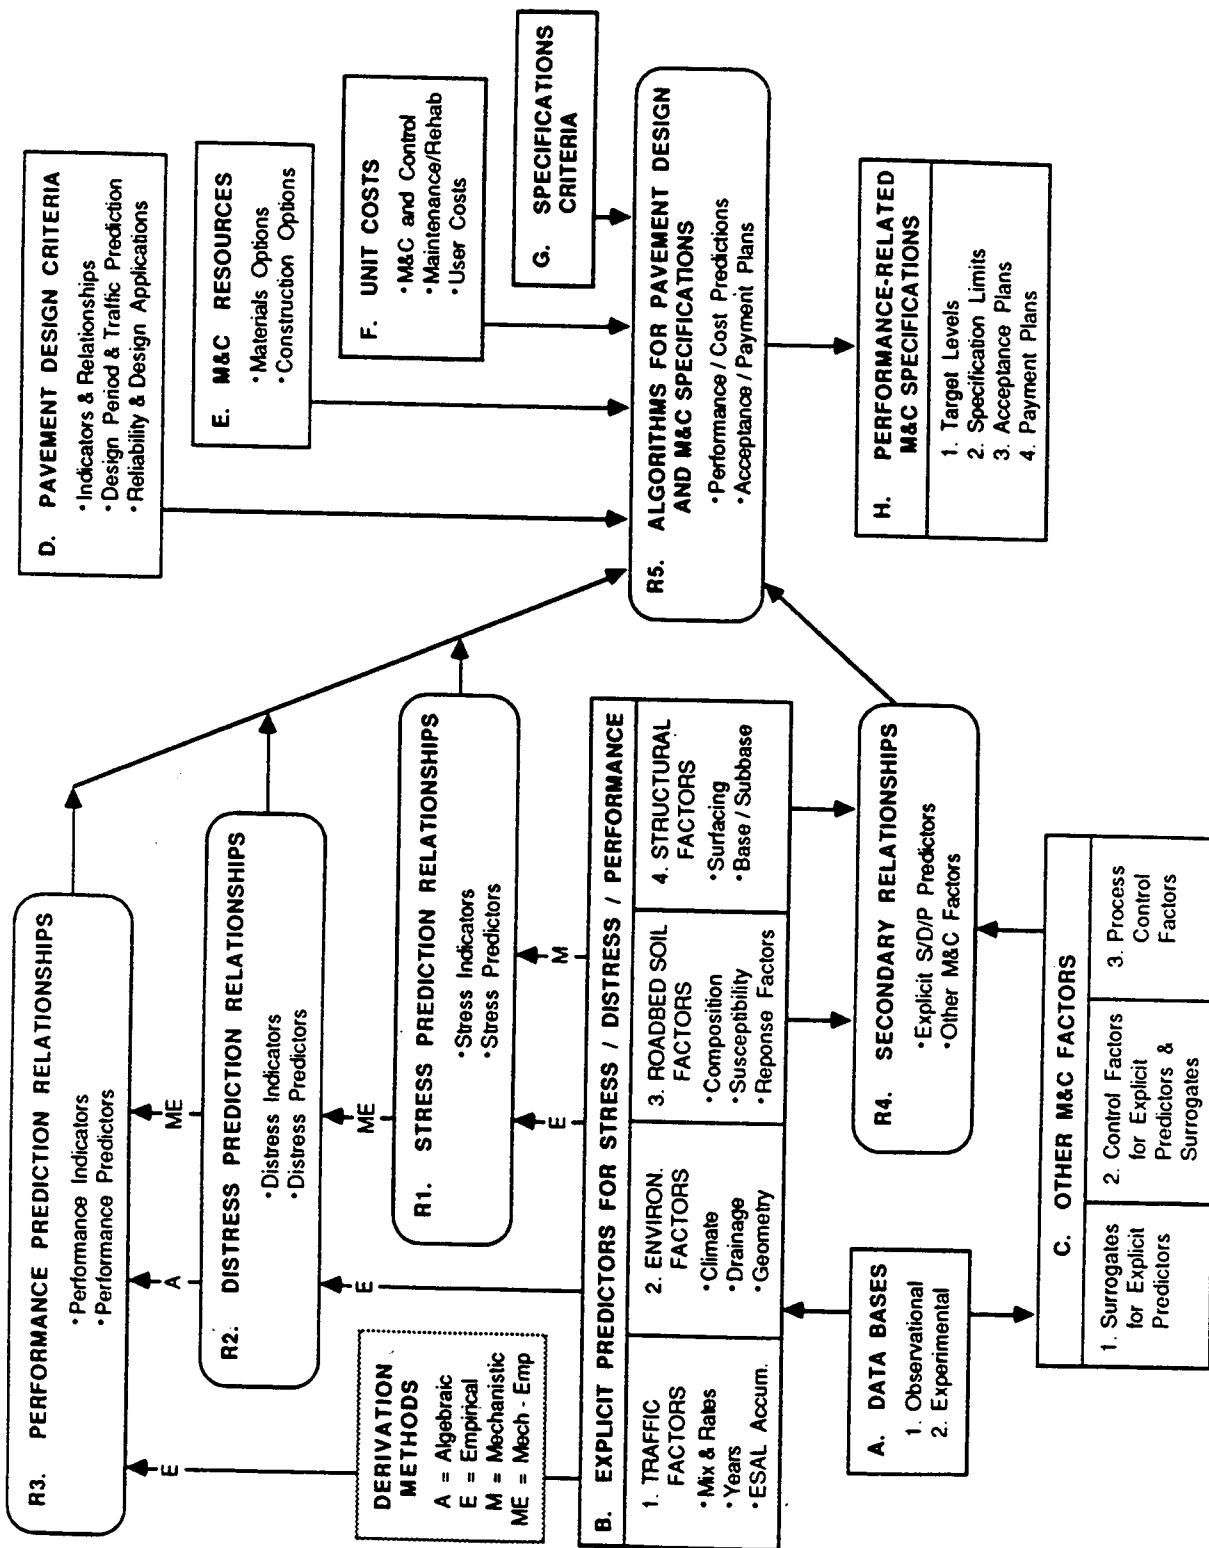 R3. PERFORMANCE PREDICTION RELATIONSHIPS
•Performance Indicators
•Performance Predictors
E
A
ME
R2. DISTRESS PREDICTION RELATIONSHIPS
•Distress Indicators
•Distress Predictors
E
ME
R1. STRESS PREDICTION RELATIONSHIPS
•Stress Indicators
•Stress Predictors
E
M
DERIVATION
METHODS
A = Algebraic
E = Empirical
M = Mechanistic
ME = Mech - Emp
B. EXPLICIT PREDICTORS FOR STRESS / DISTRESS / PERFORMANCE
1. TRAFFIC
FACTORS
•Mix & Rates
•Years
•ESAL Accum.
2. ENVIRON.
FACTORS
•Climate
•Drainage
•Geometry
3. ROADBED SOIL
FACTORS
•Composition
•Susceptibility
•Reponse Factors
4. STRUCTURAL
FACTORS
•Surfacing
•Base / Subbase
A. DATA BASES
1. Observational
2. Experimental
R4. SECONDARY RELATIONSHIPS
•Explicit S/D/P Predictors
•Other M&C Factors
C. OTHER M&C FACTORS
1. Surrogates
for Explicit
Predictors
2. Control Factors
for Explicit
Predictors &
Surrogates
3. Process
Control
Factors
D. PAVEMENT DESIGN CRITERIA
•Indicators & Relationships
•Design Period & Traffic Prediction
•Reliability & Design Applications
E. M&C RESOURCES
•Materials Options
•Construction Options
F. UNIT COSTS
•M&C and Control
•Maintenance/Rehab
•User Costs
G. SPECIFICATIONS
CRITERIA
R5. ALGORITHMS FOR PAVEMENT DESIGN
AND M&C SPECIFICATIONS
•Performance / Cost Predictions
•Acceptance / Payment Plans
H. PERFORMANCE-RELATED
M&C SPECIFICATIONS
1. Target Levels
2. Specification Limits
3. Acceptance Plans
4. Payment Plans